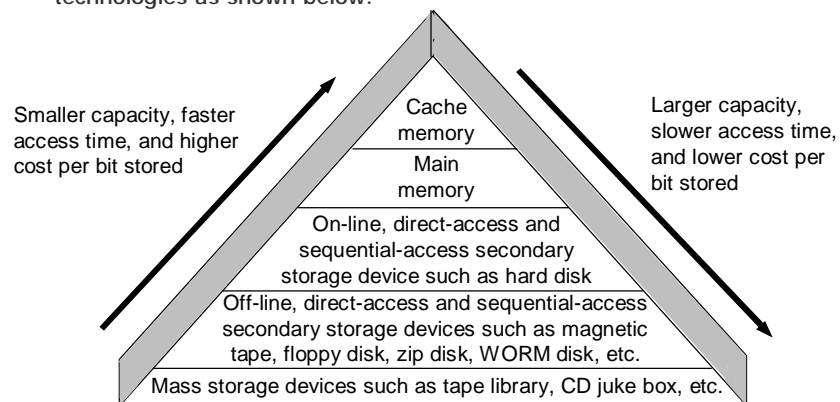 technologies as shown below:
Smaller capacity, faster
access time, and higher
cost per bit stored
Cache
memory
Main
memory
On-line, direct-access and
sequential-access secondary
storage device such as hard disk
Off-line, direct-access and sequential-access
secondary storage devices such as magnetic
tape, floppy disk, zip disk, WORM disk, etc.
Mass storage devices such as tape library, CD juke box, etc.
Larger capacity,
slower access time,
and lower cost per
bit stored